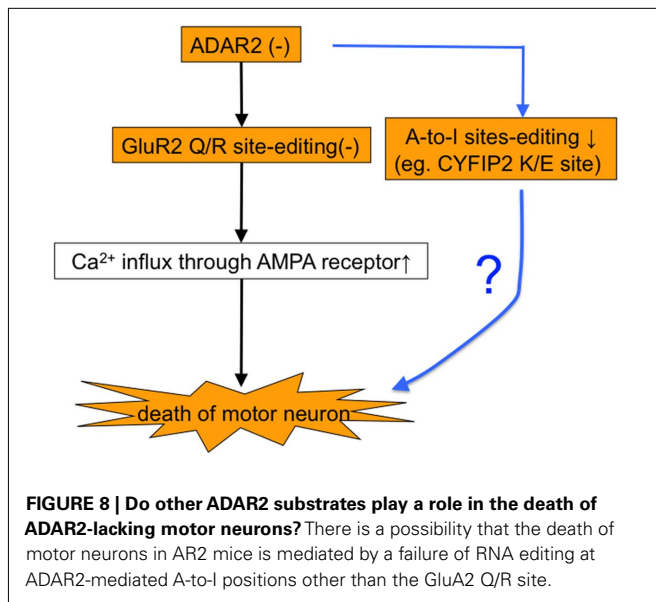 ADAR2 (-)
GluR2 Q/R site-editing(-)
A-to-I sites-editing ↓
(eg. CYFIP2 K/E site)
Ca²⁺ influx through AMPA receptor↑
?
death of motor neuron
FIGURE 8 | Do other ADAR2 substrates play a role in the death of
ADAR2-lacking motor neurons? There is a possibility that the death of
motor neurons in AR2 mice is mediated by a failure of RNA editing at
ADAR2-mediated A-to-I positions other than the GluA2 Q/R site.